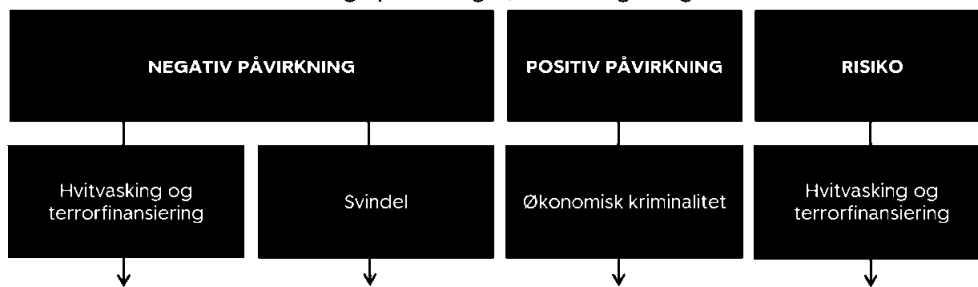 NEGATIV PÅVIRKNING
POSITIV PÅVIRKNING
RISIKO
Hvitvasking og
terrorfinansiering
Svindel
Økonomisk kriminalitet
Hvitvasking og
terrorfinansiering